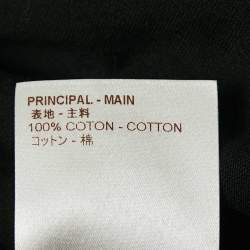 PRINCIPAL - MAIN
表地 - 主料
100% COTON - COTTON
コットン - 棉